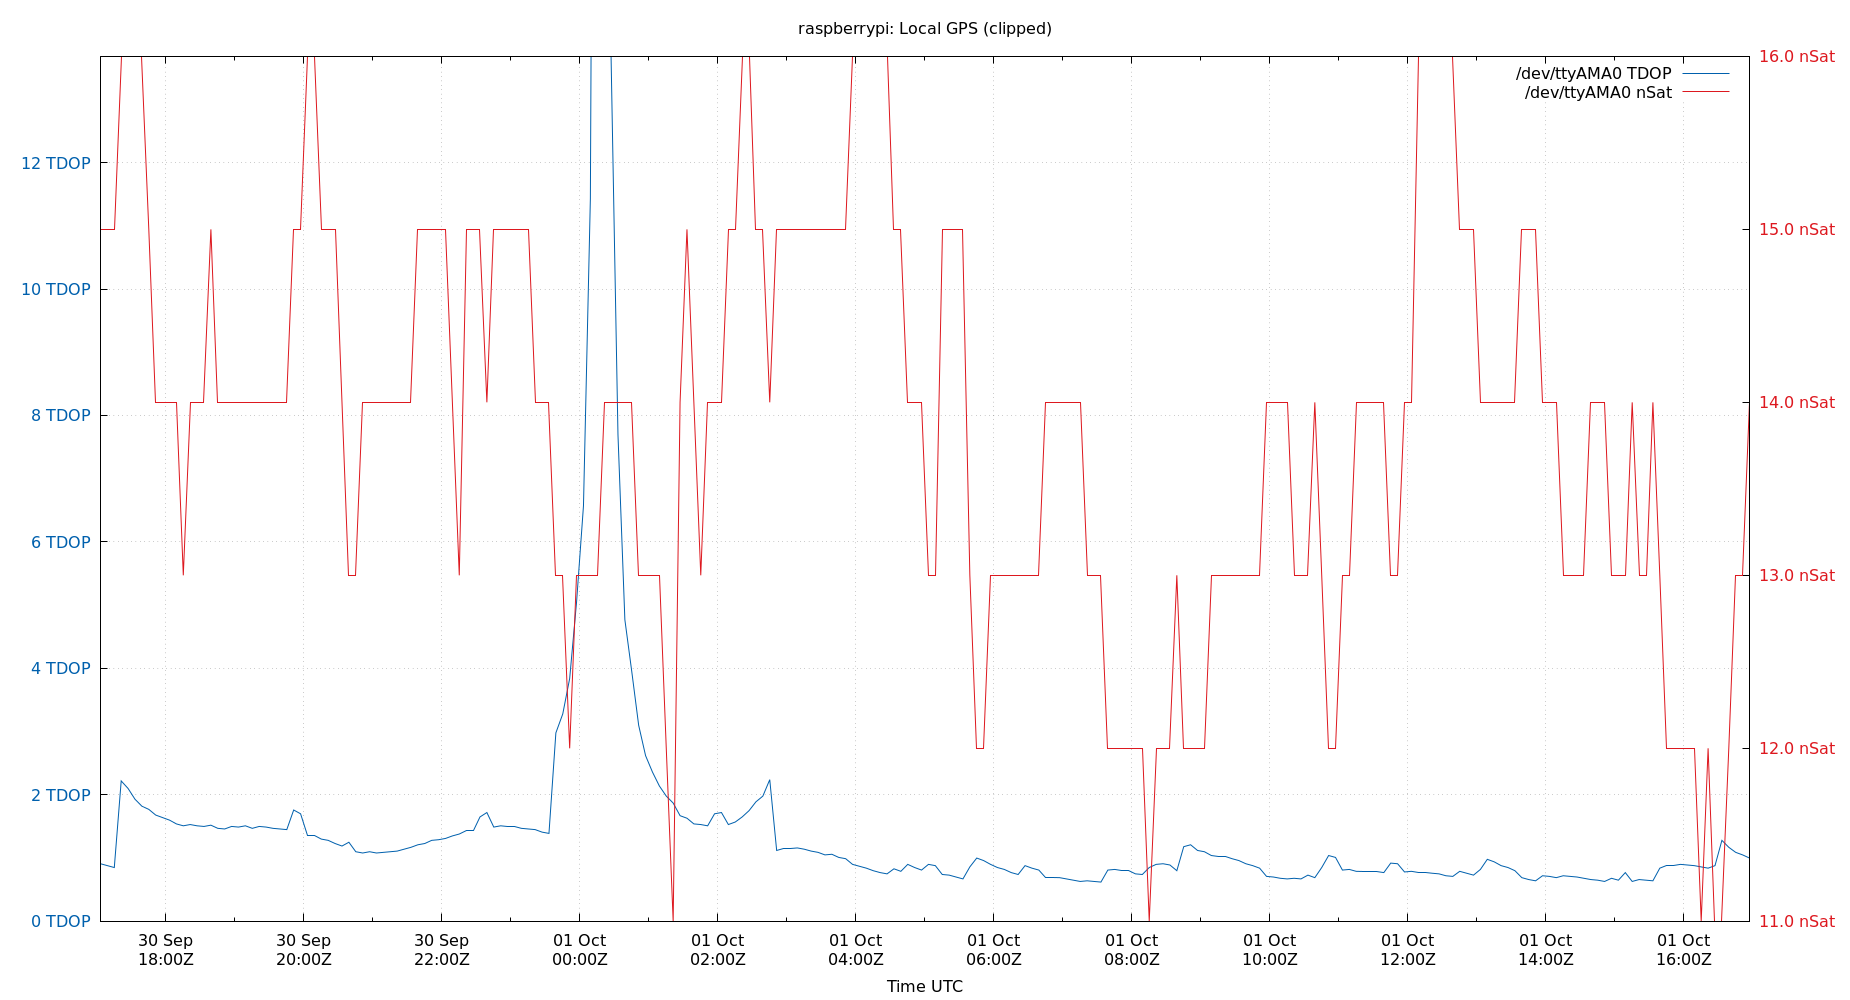 raspberrypi: Local GPS (clipped)
/dev/ttyAMA0 TDOP
/dev/ttyAMA0 nSat
12 TDOP
10 TDOP
8 TDOP
6 TDOP
4 TDOP
2 TDOP
0 TDOP
16.0 nSat
15.0 nSat
14.0 nSat
13.0 nSat
12.0 nSat
11.0 nSat
30 Sep 30 Sep 30 Sep 01 Oct 01 Oct 01 Oct 01 Oct 01 Oct 01 Oct 01 Oct 01 Oct 01 Oct
18:00Z 20:00Z 22:00Z 00:00Z 02:00Z 04:00Z 06:00Z 08:00Z 10:00Z 12:00Z 14:00Z 16:00Z
Time UTC